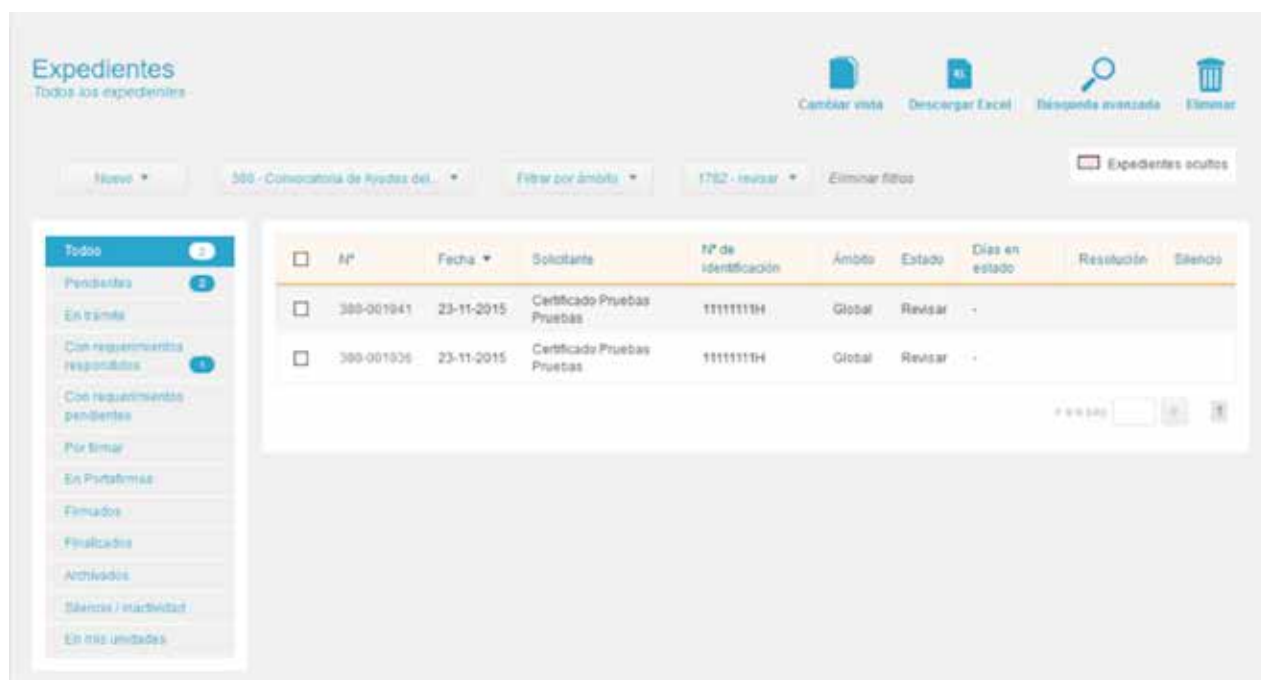 Expedientes
Todos los expedientes
Cambiar vista
Descargar Excel
Búsqueda avanzada
Eliminar
Expedientes ocultos
Nuevo
380 - Convocatoria de Ayudas del...
Filtrar por ámbito
1782 - revisar
Eliminar filtros
Todos 2
Pendientes 2
En trámite
Con requerimientos
respondidos 1
Con requerimientos
pendientes
Por firmar
En Portafirmas
Firmados
Finalizados
Archivados
Silencio / inactividad
En mis unidades
Nº Fecha Solicitante Nº de
identificación Ámbito Estado Días en
estado Resolución Silencio
380-001941 23-11-2015 Certificado Pruebas
Pruebas 11111111H Global Revisar -
380-001936 23-11-2015 Certificado Pruebas
Pruebas 11111111H Global Revisar -
1